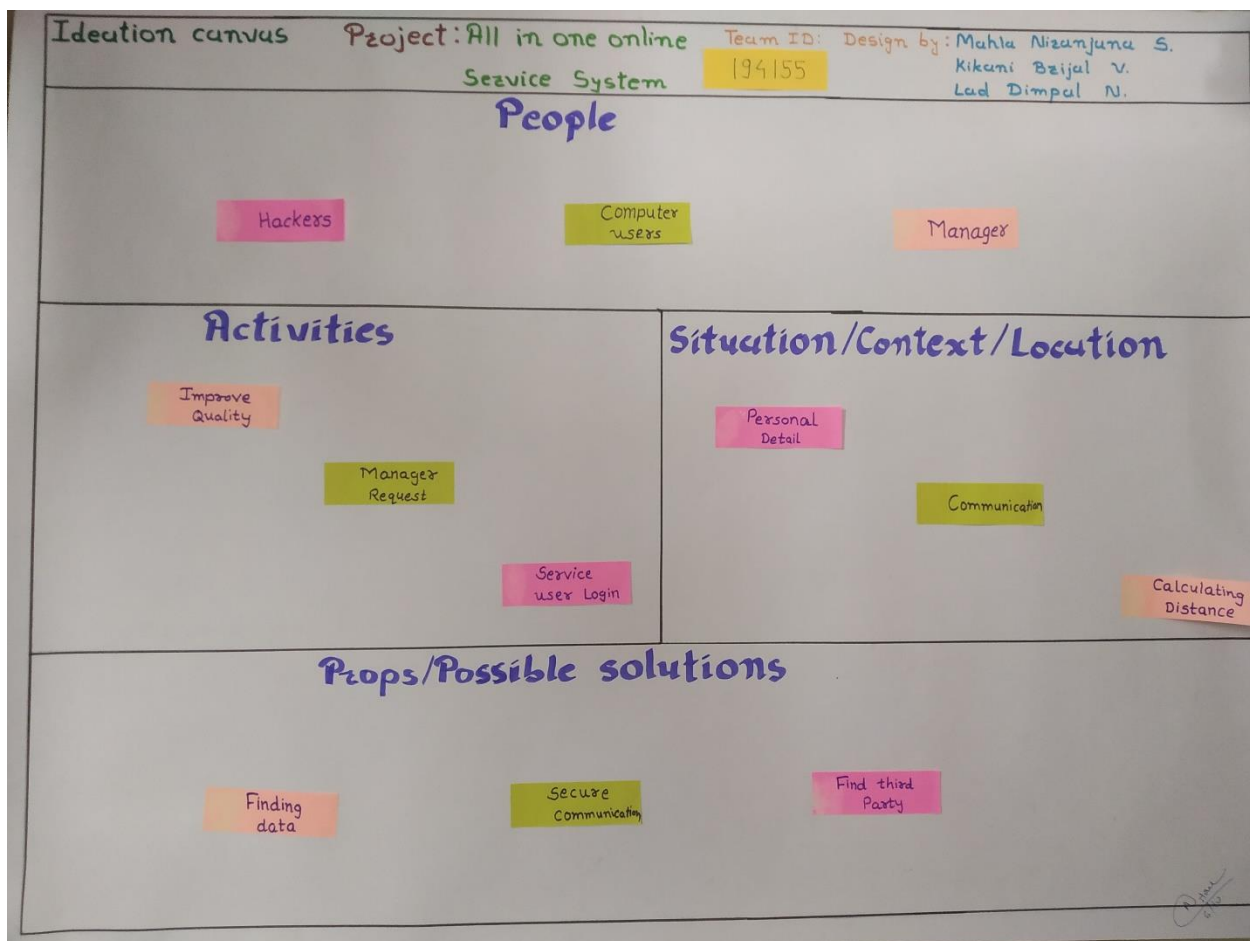 Ideation canvas Project: All in one online Team ID: Design by: Mahla Niranjana S.
Service System 194155 Kikani Brijal V.
Lad Dimpal N.
People
Hackers
Computer
users
Manager
Activities
Improve
Quality
Manager
Request
Service
user Login
Situation/Context/Location
Personal
Detail
Communication
Calculating
Distance
Props/Possible solutions
Finding
data
Secure
Communication
Find third
Party